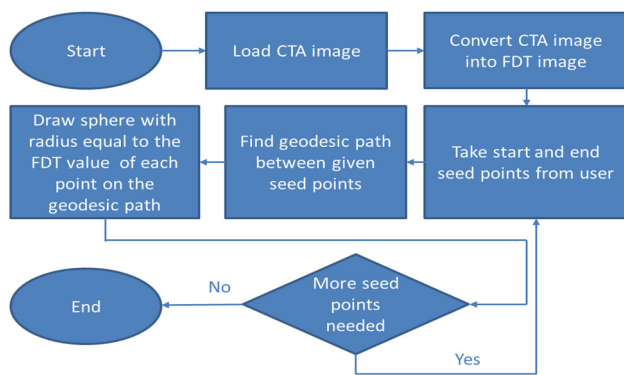 Start
Load CTA image
Convert CTA image
into FDT image
Take start and end
seed points from user
Find geodesic path
between given
seed points
Draw sphere with
radius equal to the
FDT value of each
point on the
geodesic path
More seed
points
needed
No
End
Yes